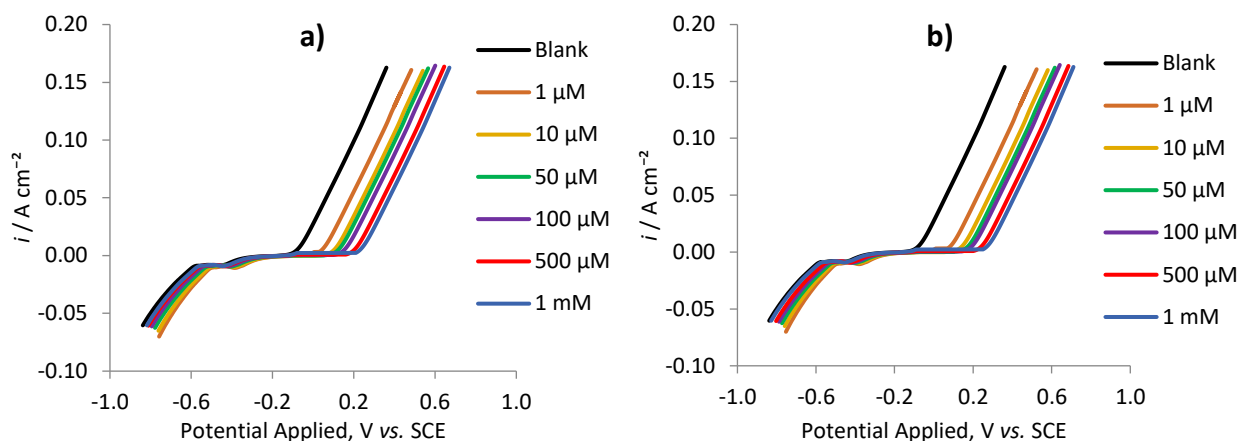 a)
0.20
0.15
0.10
0.05
0.00
-0.05
-0.10
i / A cm⁻²
-1.0
-0.6
-0.2
0.2
0.6
1.0
Potential Applied, V vs. SCE
Blank
1 µM
10 µM
50 µM
100 µM
500 µM
1 mM
b)
0.20
0.15
0.10
0.05
0.00
-0.05
-0.10
i / A cm⁻²
-1.0
-0.6
-0.2
0.2
0.6
1.0
Potential Applied, V vs. SCE
Blank
1 µM
10 µM
50 µM
100 µM
500 µM
1 mM